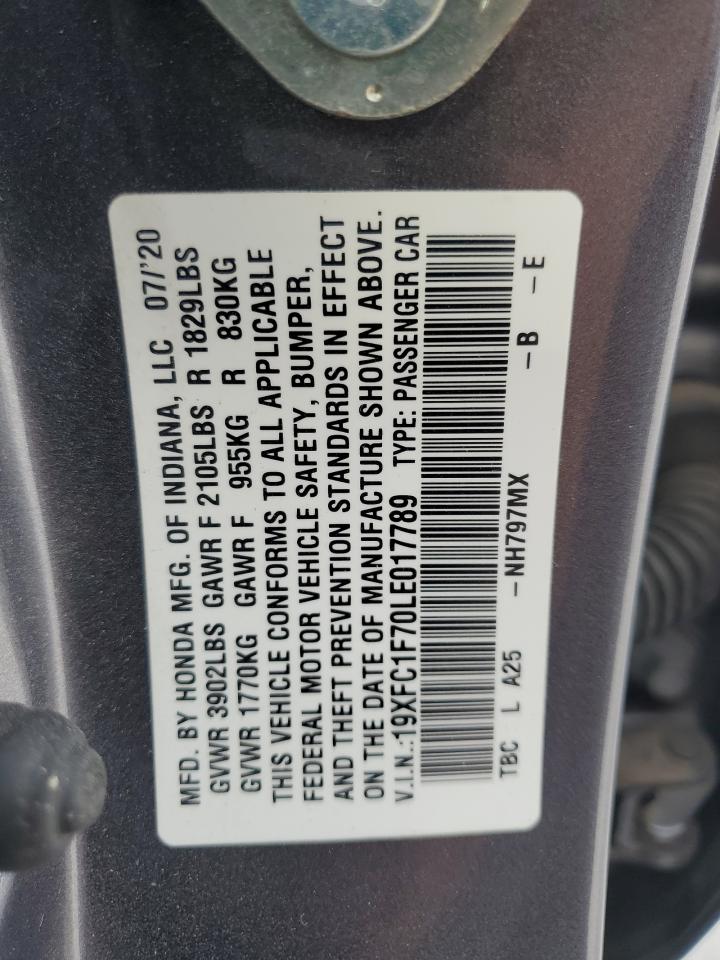 MFD. BY HONDA MFG. OF INDIANA, LLC 07/'20
GVWR 3902LBS GAWR F 2105LBS R 1829LBS
GVWR 1770KG GAWR F 955KG R 830KG
THIS VEHICLE CONFORMS TO ALL APPLICABLE
FEDERAL MOTOR VEHICLE SAFETY, BUMPER,
AND THEFT PREVENTION STANDARDS IN EFFECT
ON THE DATE OF MANUFACTURE SHOWN ABOVE.
V.I.N.:19XFC1F70LE017789 TYPE: PASSENGER CAR
TBC L A25 -NH797MX -B -E